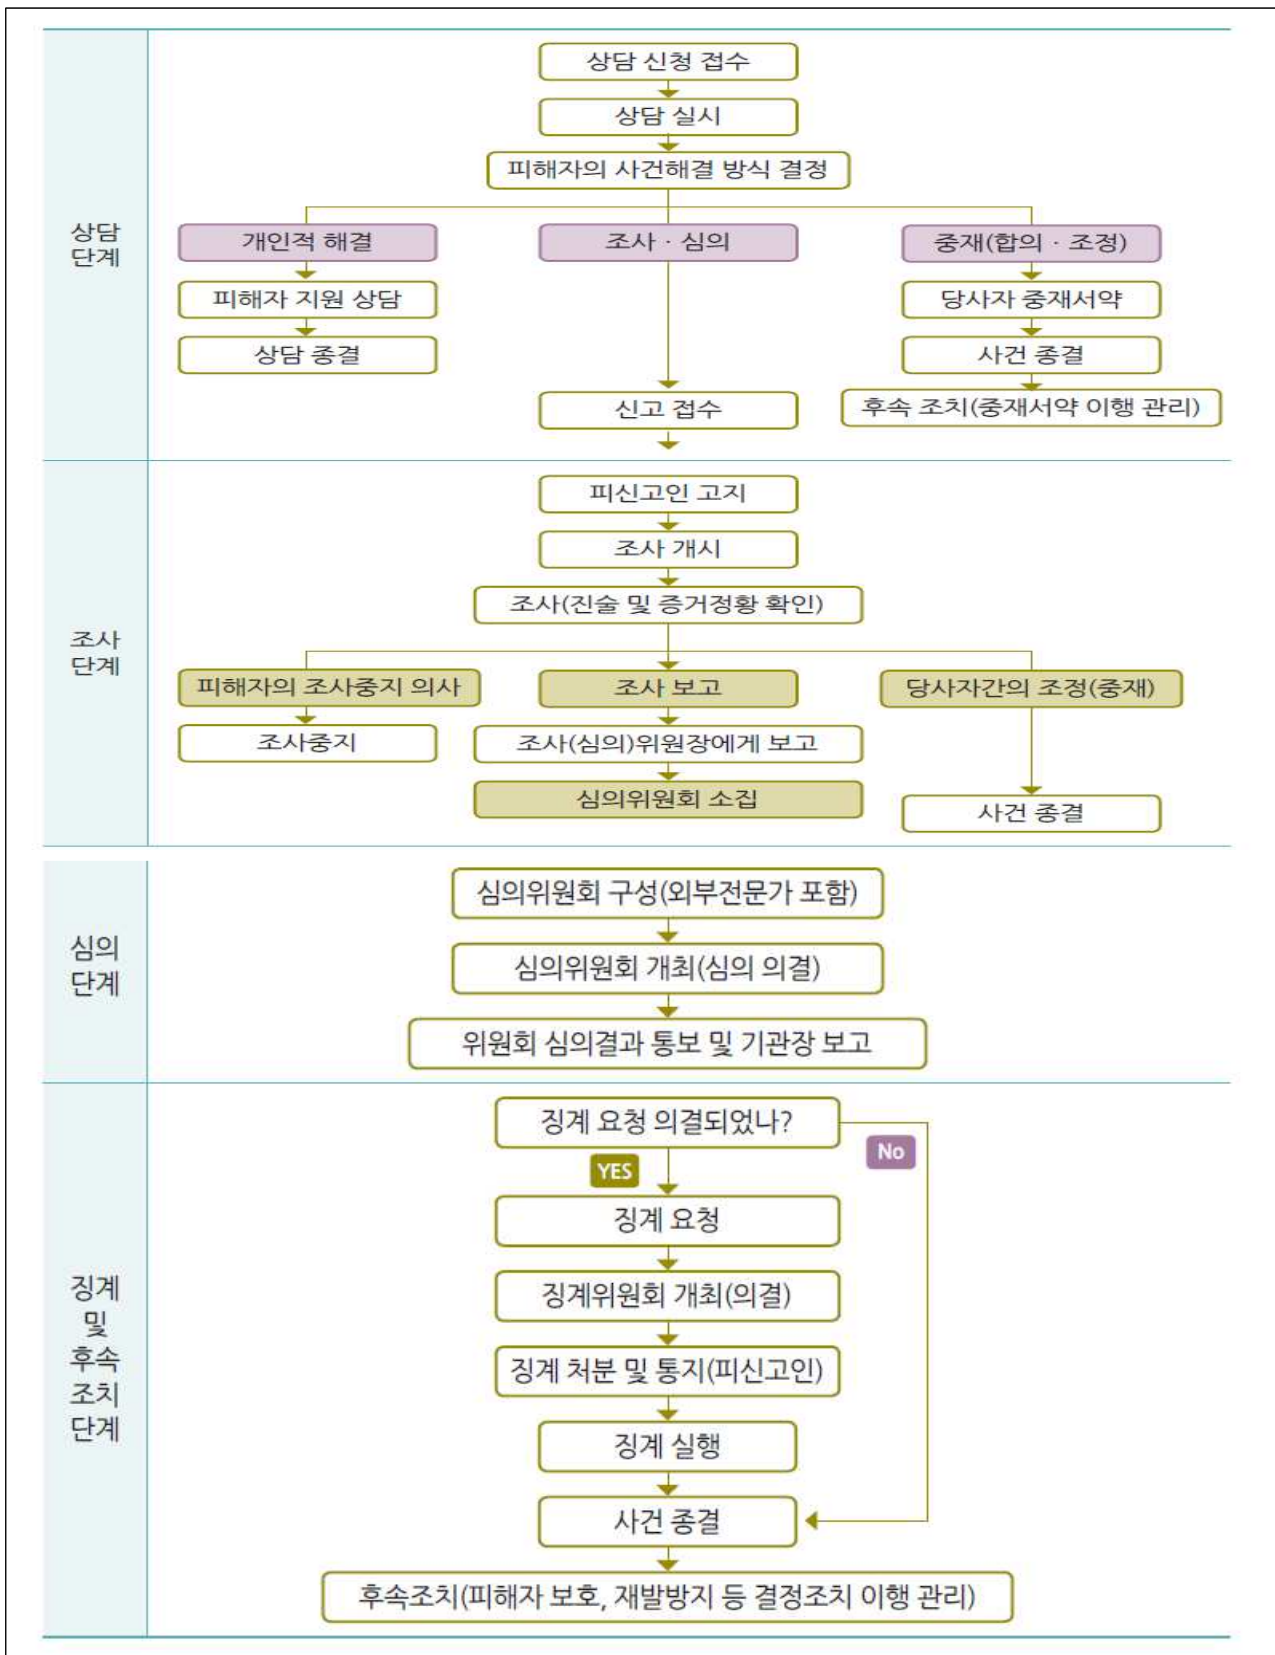 상담
단계
상담 신청 접수
상담 실시
피해자의 사건해결 방식 결정
개인적 해결
조사 · 심의
중재(합의 · 조정)
피해자 지원 상담
당사자 중재서약
상담 종결
사건 종결
신고 접수
후속 조치(중재서약 이행 관리)
조사
단계
피신고인 고지
조사 개시
조사(진술 및 증거정황 확인)
피해자의 조사중지 의사
조사 보고
당사자간의 조정(중재)
조사중지
조사(심의)위원장에게 보고
심의위원회 소집
사건 종결
심의
단계
심의위원회 구성(외부전문가 포함)
심의위원회 개최(심의 의결)
위원회 심의결과 통보 및 기관장 보고
징계
및
후속
조치
단계
징계 요청 의결되었나?
No
YES
징계 요청
징계위원회 개최(의결)
징계 처분 및 통지(피신고인)
징계 실행
사건 종결
후속조치(피해자 보호, 재발방지 등 결정조치 이행 관리)